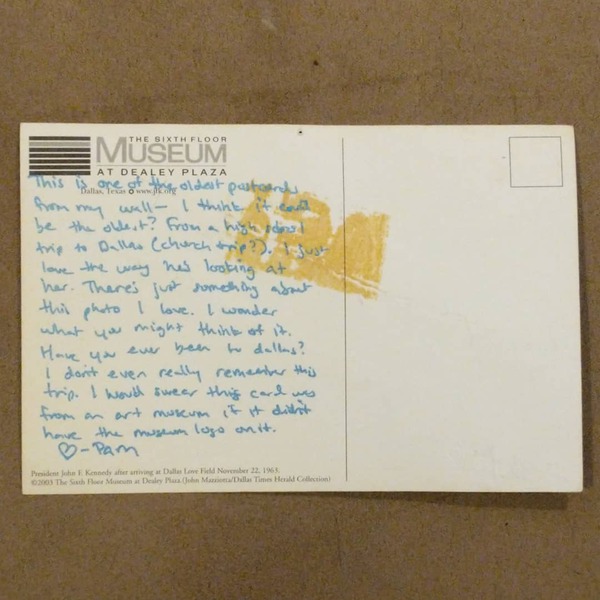 THE SIXTH FLOOR
MUSEUM
AT DEALEY PLAZA
Dallas, Texas www.jfk.org
This is one of the oldest postcards
from my wall — I think it could
be the oldest? From a high school
trip to Dallas (church trip?). I just
love the way he's looking at
her. There's just something about
this photo I love. I wonder
what you might think of it.
Have you ever been to dallas?
I don't even really remember this
trip. I would swear this card was
from an art museum if it didn't
have the museum logo on it.
♡ - Pam
President John F. Kennedy after arriving at Dallas Love Field November 22, 1963.
©2003 The Sixth Floor Museum at Dealey Plaza (John Mazziotta/Dallas Times Herald Collection)